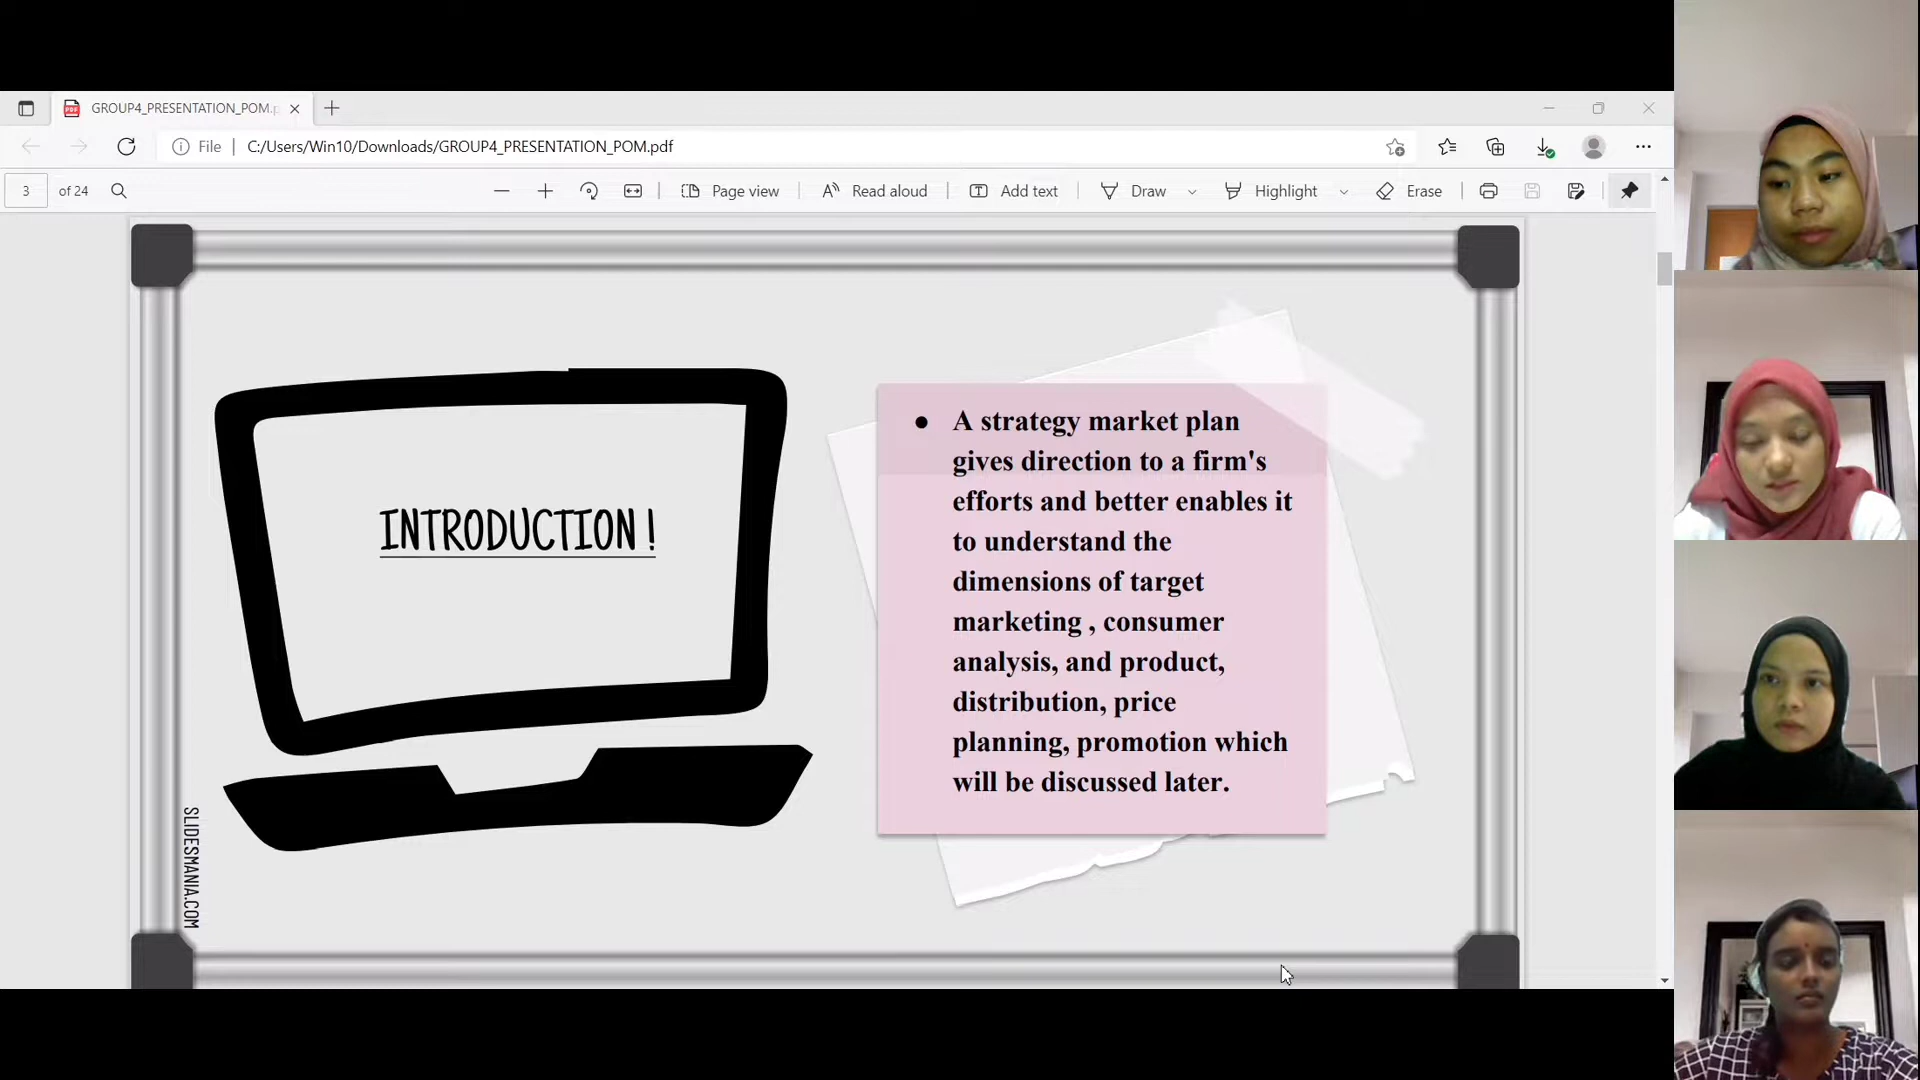 GROUP4_PRESENTATION_POM.p
File
C:/Users/Win10/Downloads/GROUP4_PRESENTATION_POM.pdf
3 of 24
Page view
Read aloud
Add text
Draw
Highlight
Erase
INTRODUCTION !
● A strategy market plan
gives direction to a firm's
efforts and better enables it
to understand the
dimensions of target
marketing , consumer
analysis, and product,
distribution, price
planning, promotion which
will be discussed later.
SLIDESMANIA.COM